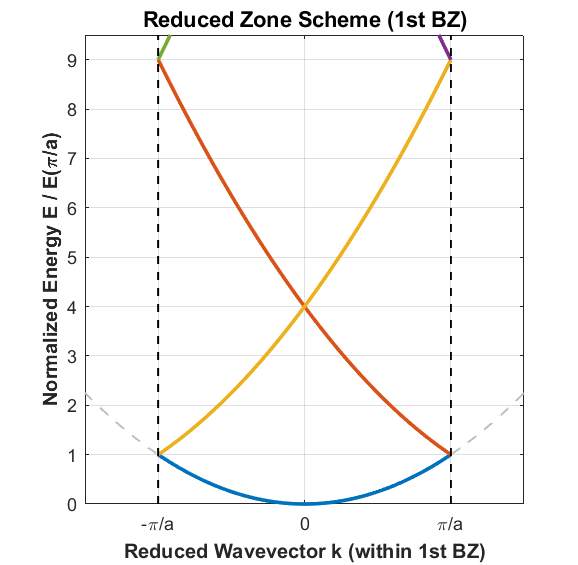 Reduced Zone Scheme (1st BZ)
Normalized Energy E / E(π/a)
9
8
7
6
5
4
3
2
1
0
-π/a 0 π/a
Reduced Wavevector k (within 1st BZ)